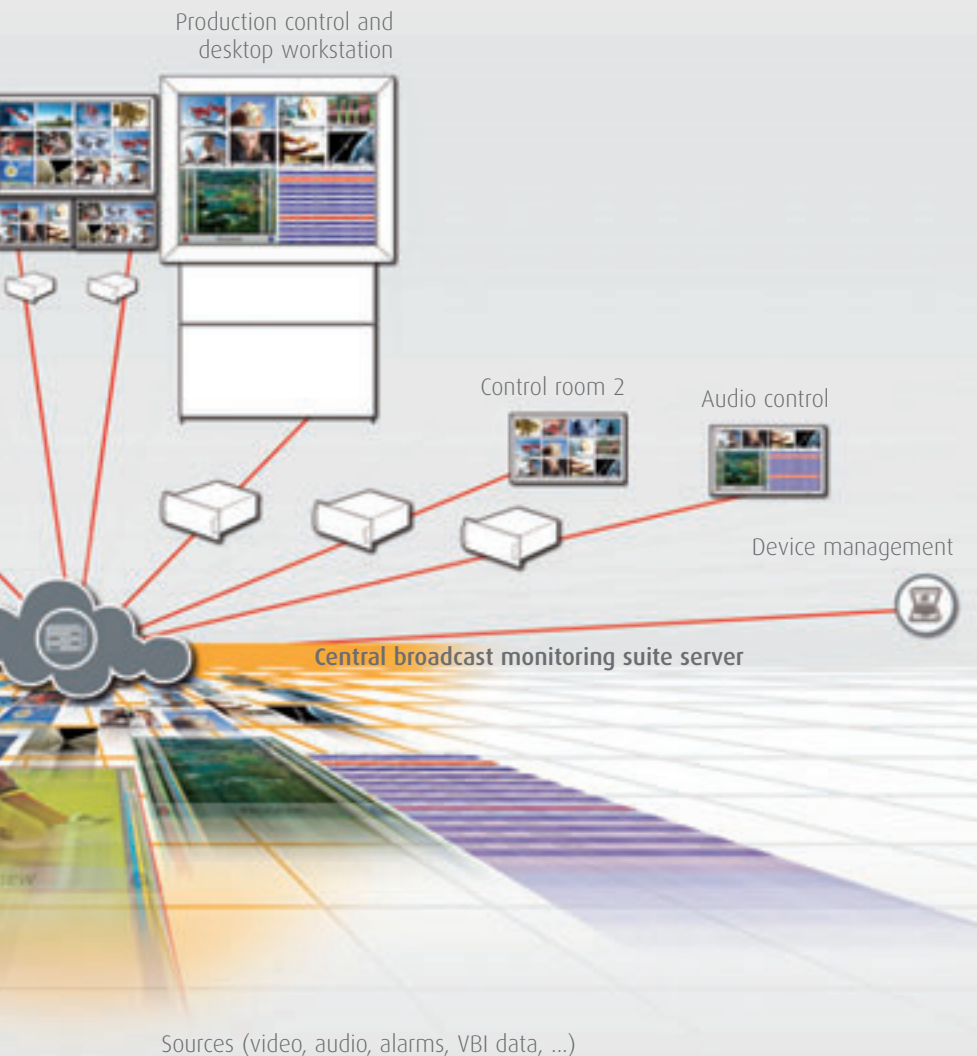 Production control and
desktop workstation
Control room 2
Audio control
Device management
Central broadcast monitoring suite server
Sources (video, audio, alarms, VBI data, ...)